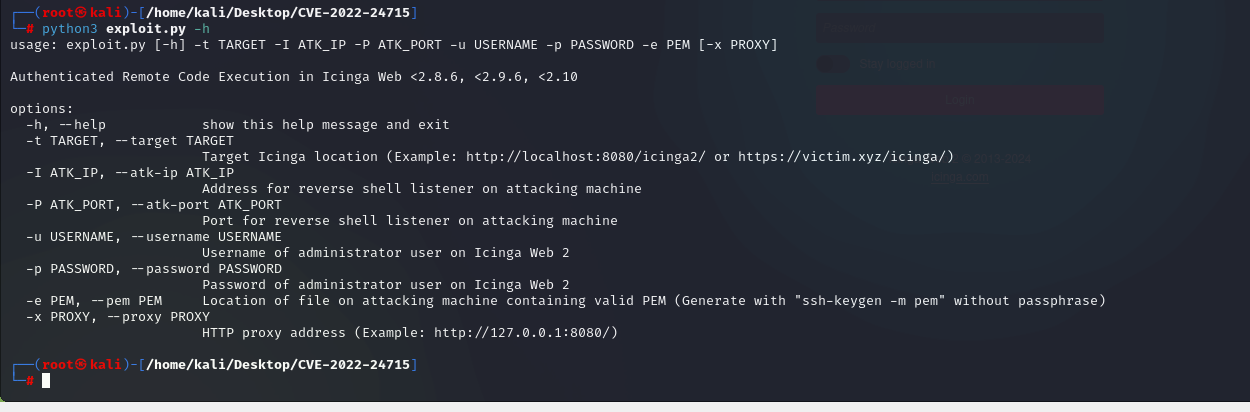 ┌──(root㉿kali)-[/home/kali/Desktop/CVE-2022-24715]
└─# python3 exploit.py -h
usage: exploit.py [-h] -t TARGET -I ATK_IP -P ATK_PORT -u USERNAME -p PASSWORD -e PEM [-x PROXY]
Authenticated Remote Code Execution in Icinga Web <2.8.6, <2.9.6, <2.10
options:
-h, --help show this help message and exit
-t TARGET, --target TARGET
Target Icinga location (Example: http://localhost:8080/icinga2/ or https://victim.xyz/icinga/)
-I ATK_IP, --atk-ip ATK_IP
Address for reverse shell listener on attacking machine
-P ATK_PORT, --atk-port ATK_PORT
Port for reverse shell listener on attacking machine
-u USERNAME, --username USERNAME
Username of administrator user on Icinga Web 2
-p PASSWORD, --password PASSWORD
Password of administrator user on Icinga Web 2
-e PEM, --pem PEM Location of file on attacking machine containing valid PEM (Generate with "ssh-keygen -m pem" without passphrase)
-x PROXY, --proxy PROXY
HTTP proxy address (Example: http://127.0.0.1:8080/)
┌──(root㉿kali)-[/home/kali/Desktop/CVE-2022-24715]
└─#
Login